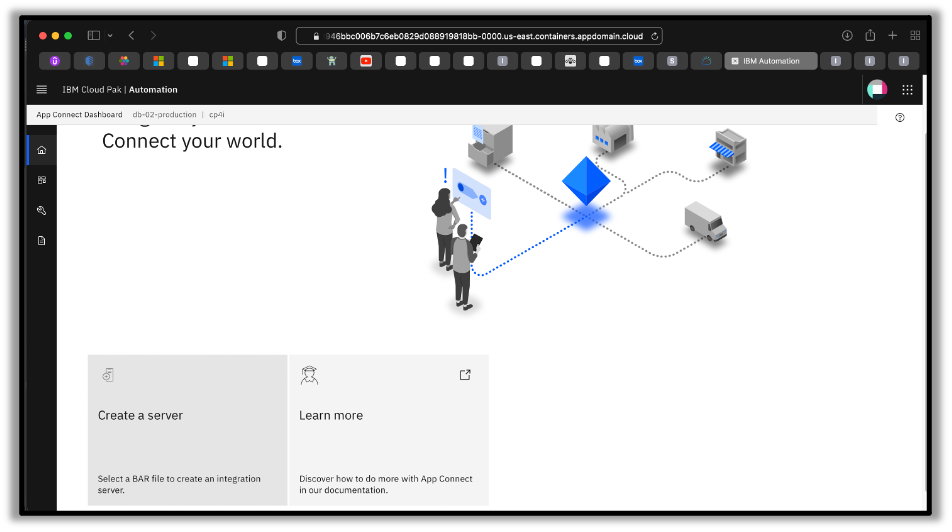 946bbc006b7c6eb0829d088919818bb-0000.us-east.containers.appdomain.cloud
IBM Automation
IBM Cloud Pak | Automation
App Connect Dashboard db-02-production | cp4i
Connect your world.
!
Create a server
Learn more
Select a BAR file to create an integration
server.
Discover how to do more with App Connect
in our documentation.